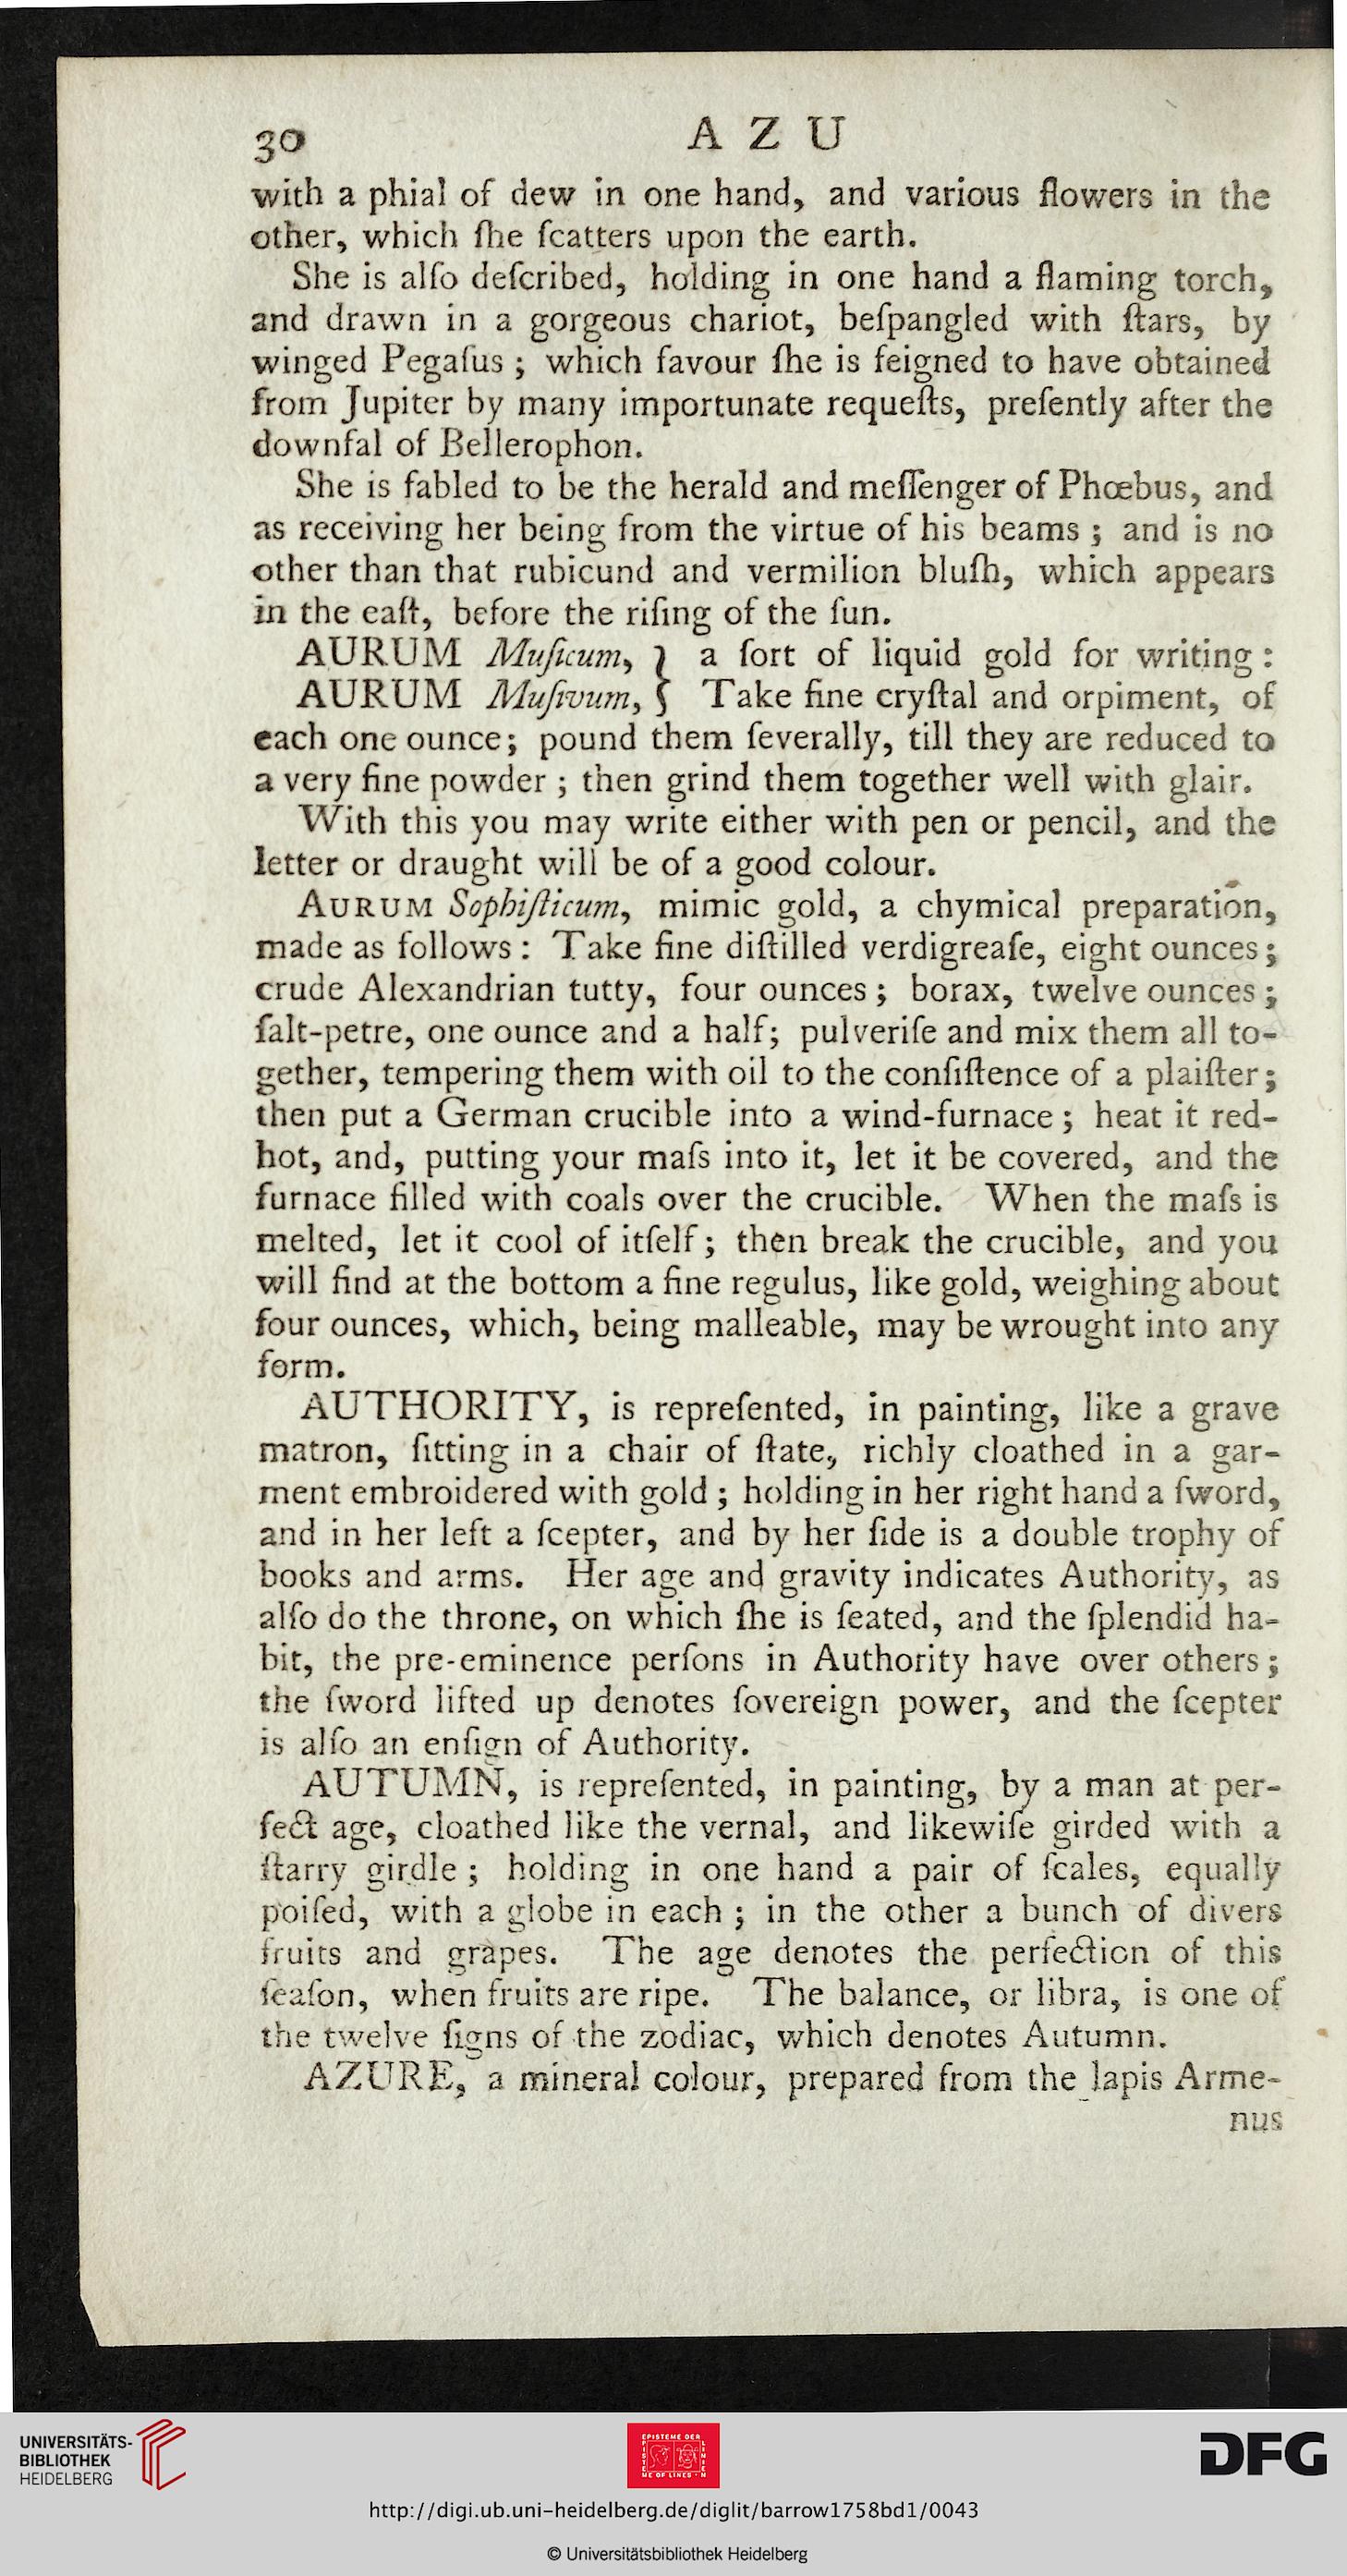 30
A Z U
with a phial of dew in one hand, and various flowers in the
other, which ſhe ſcatters upon the earth.
She is alſo deſcribed, holding in one hand a flaming torch,
and drawn in a gorgeous chariot, beſpangled with ſtars, by
winged Pegaſus ; which favour ſhe is feigned to have obtained
from Jupiter by many importunate requeſts, preſently after the
downfal of Bellerophon.
She is fabled to be the herald and meſſenger of Phœbus, and
as receiving her being from the virtue of his beams ; and is no
other than that rubicund and vermilion bluſh, which appears
in the eaſt, before the riſing of the ſun.
AURUM Muſicum, } a ſort of liquid gold for writing :
AURUM Muſivum, } Take fine cryſtal and orpiment, of
each one ounce; pound them ſeverally, till they are reduced to
a very fine powder ; then grind them together well with glair.
With this you may write either with pen or pencil, and the
letter or draught will be of a good colour.
AURUM Sophiſticum, mimic gold, a chymical preparation,
made as follows : Take fine diſtilled verdigreaſe, eight ounces ;
crude Alexandrian tutty, four ounces ; borax, twelve ounces ;
ſalt-petre, one ounce and a half; pulveriſe and mix them all to-
gether, tempering them with oil to the conſiſtence of a plaiſter;
then put a German crucible into a wind-furnace ; heat it red-
hot, and, putting your maſs into it, let it be covered, and the
furnace filled with coals over the crucible. When the maſs is
melted, let it cool of itſelf ; then break the crucible, and you
will find at the bottom a fine regulus, like gold, weighing about
four ounces, which, being malleable, may be wrought into any
form.
AUTHORITY, is repreſented, in painting, like a grave
matron, ſitting in a chair of ſtate, richly cloathed in a gar-
ment embroidered with gold ; holding in her right hand a ſword,
and in her left a ſcepter, and by her ſide is a double trophy of
books and arms. Her age and gravity indicates Authority, as
alſo do the throne, on which ſhe is ſeated, and the ſplendid ha-
bit, the pre-eminence perſons in Authority have over others ;
the ſword lifted up denotes ſovereign power, and the ſcepter
is alſo an enſign of Authority.
AUTUMN, is repreſented, in painting, by a man at per-
fect age, cloathed like the vernal, and likewiſe girded with a
ſtarry girdle ; holding in one hand a pair of ſcales, equally
poiſed, with a globe in each ; in the other a bunch of divers
fruits and grapes. The age denotes the perfection of this
ſeaſon, when fruits are ripe. The balance, or libra, is one of
the twelve ſigns of the zodiac, which denotes Autumn.
AZURE, a mineral colour, prepared from the lapis Arme-
nus
UNIVERSITÄTS-
BIBLIOTHEK
HEIDELBERG
EPISTEME DER
LINIEN
EPISTEME OF LINES
DFG
http://digi.ub.uni-heidelberg.de/diglit/barrow1758bd1/0043
© Universitätsbibliothek Heidelberg